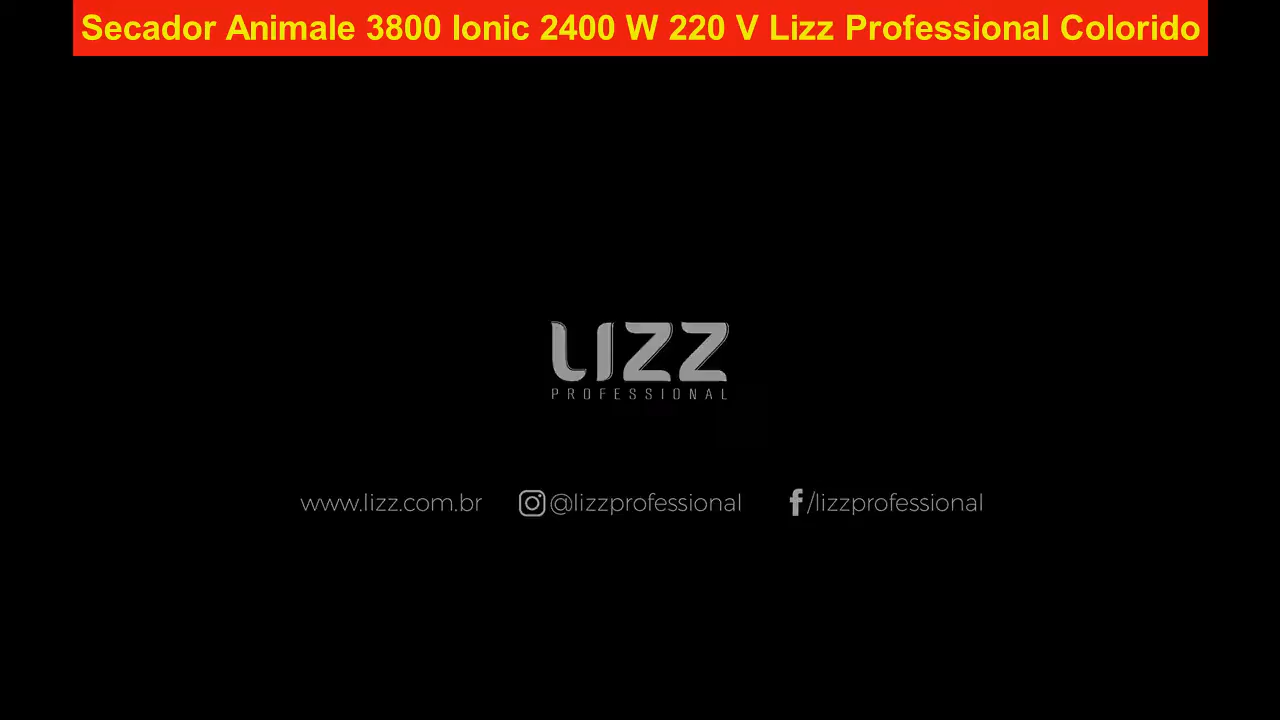 Secador Animale 3800 Ionic 2400 W 220 V Lizz Professional Colorido
LIZZ
PROFESSIONAL
www.lizz.com.br @lizzprofessional /lizzprofessional